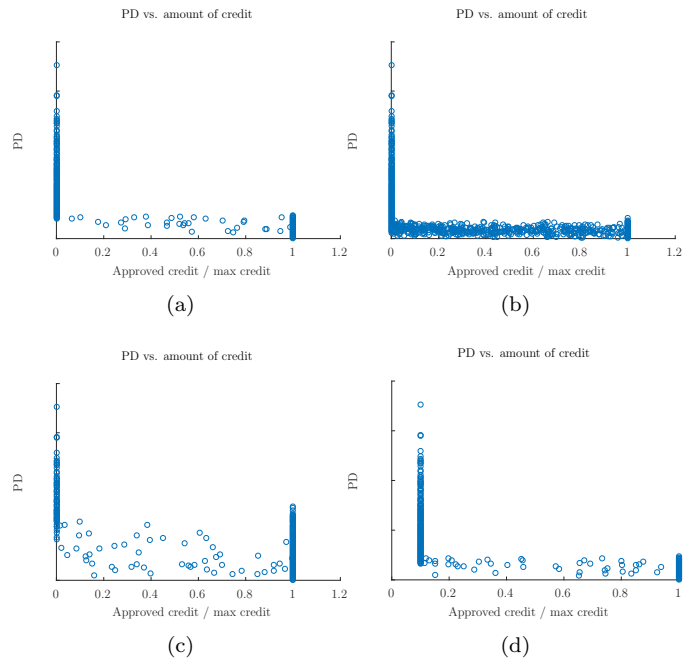 PD vs. amount of credit
PD
0 0.2 0.4 0.6 0.8 1 1.2
Approved credit / max credit
(a)
PD vs. amount of credit
PD
0 0.2 0.4 0.6 0.8 1 1.2
Approved credit / max credit
(b)
PD vs. amount of credit
PD
0 0.2 0.4 0.6 0.8 1 1.2
Approved credit / max credit
(c)
PD vs. amount of credit
PD
0 0.2 0.4 0.6 0.8 1
Approved credit / max credit
(d)